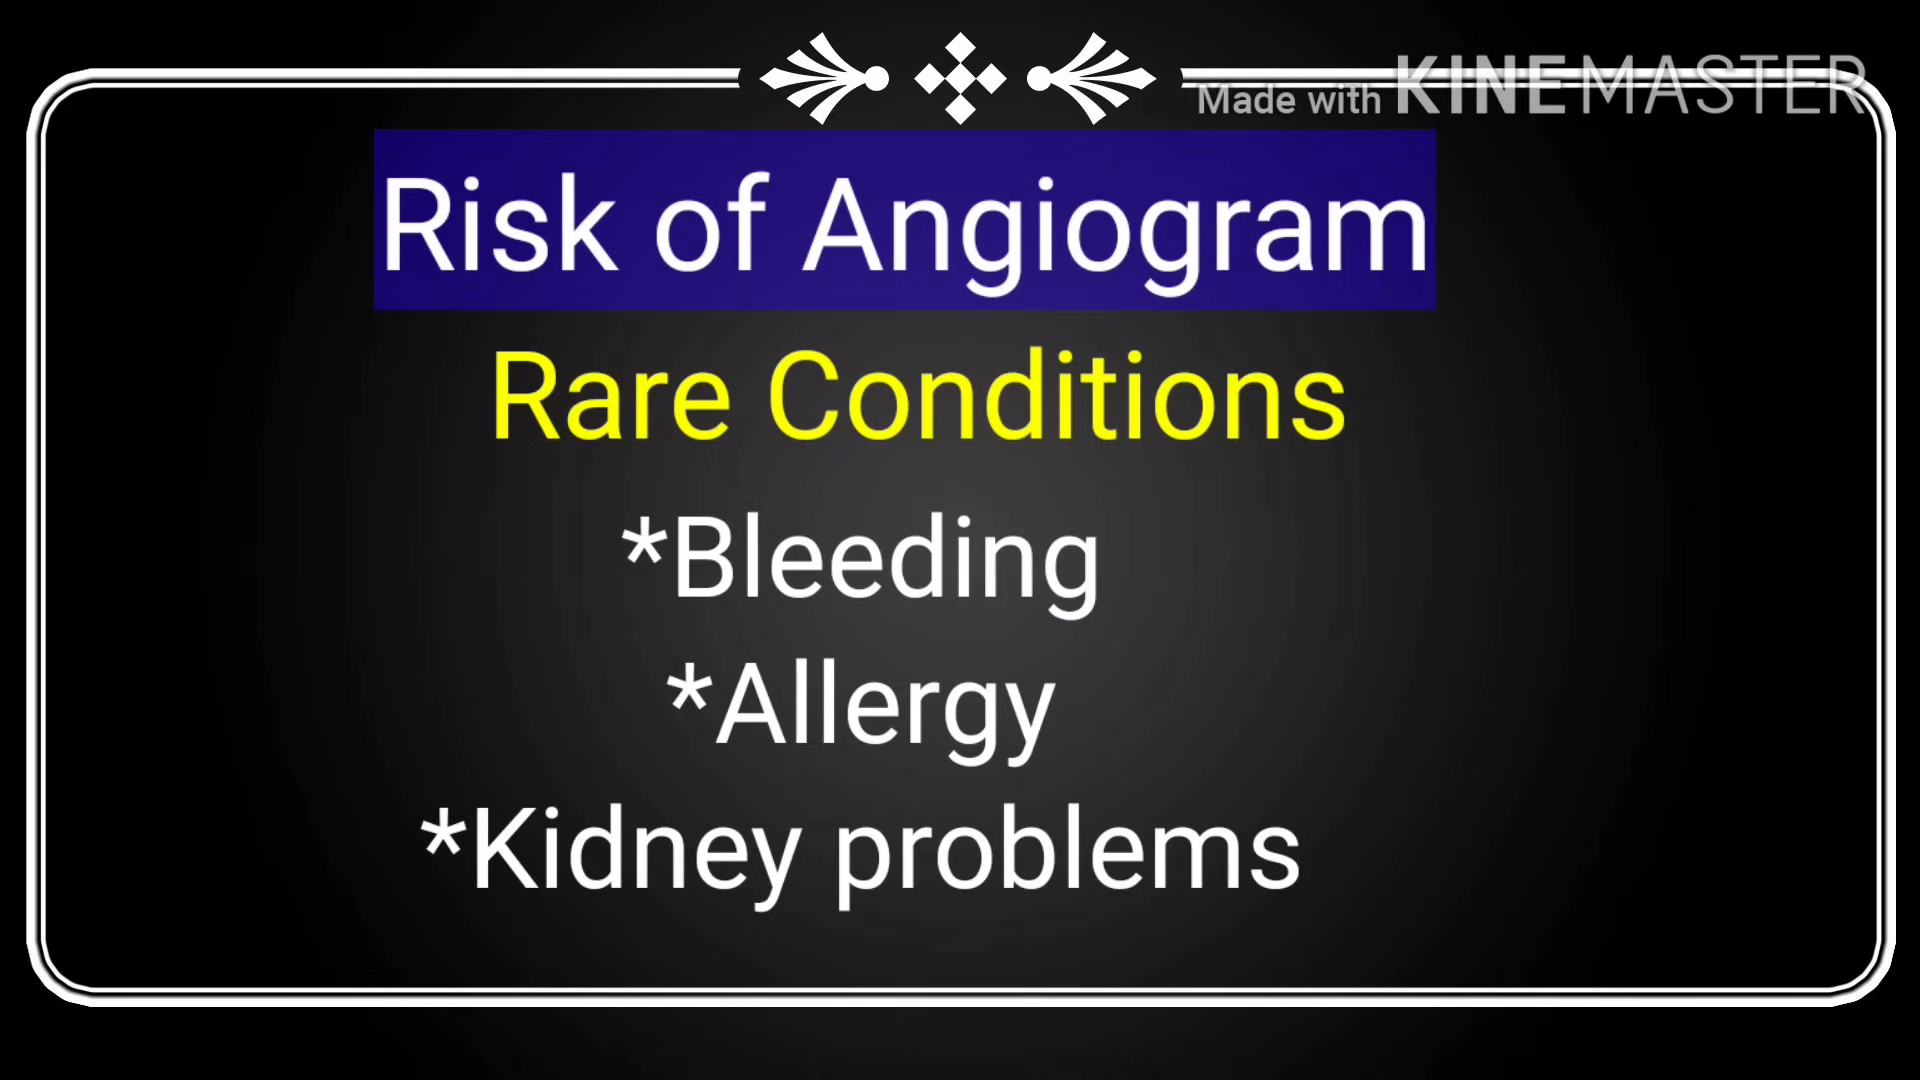 Made with KINEMASTER
Risk of Angiogram
Rare Conditions
*Bleeding
*Allergy
*Kidney problems